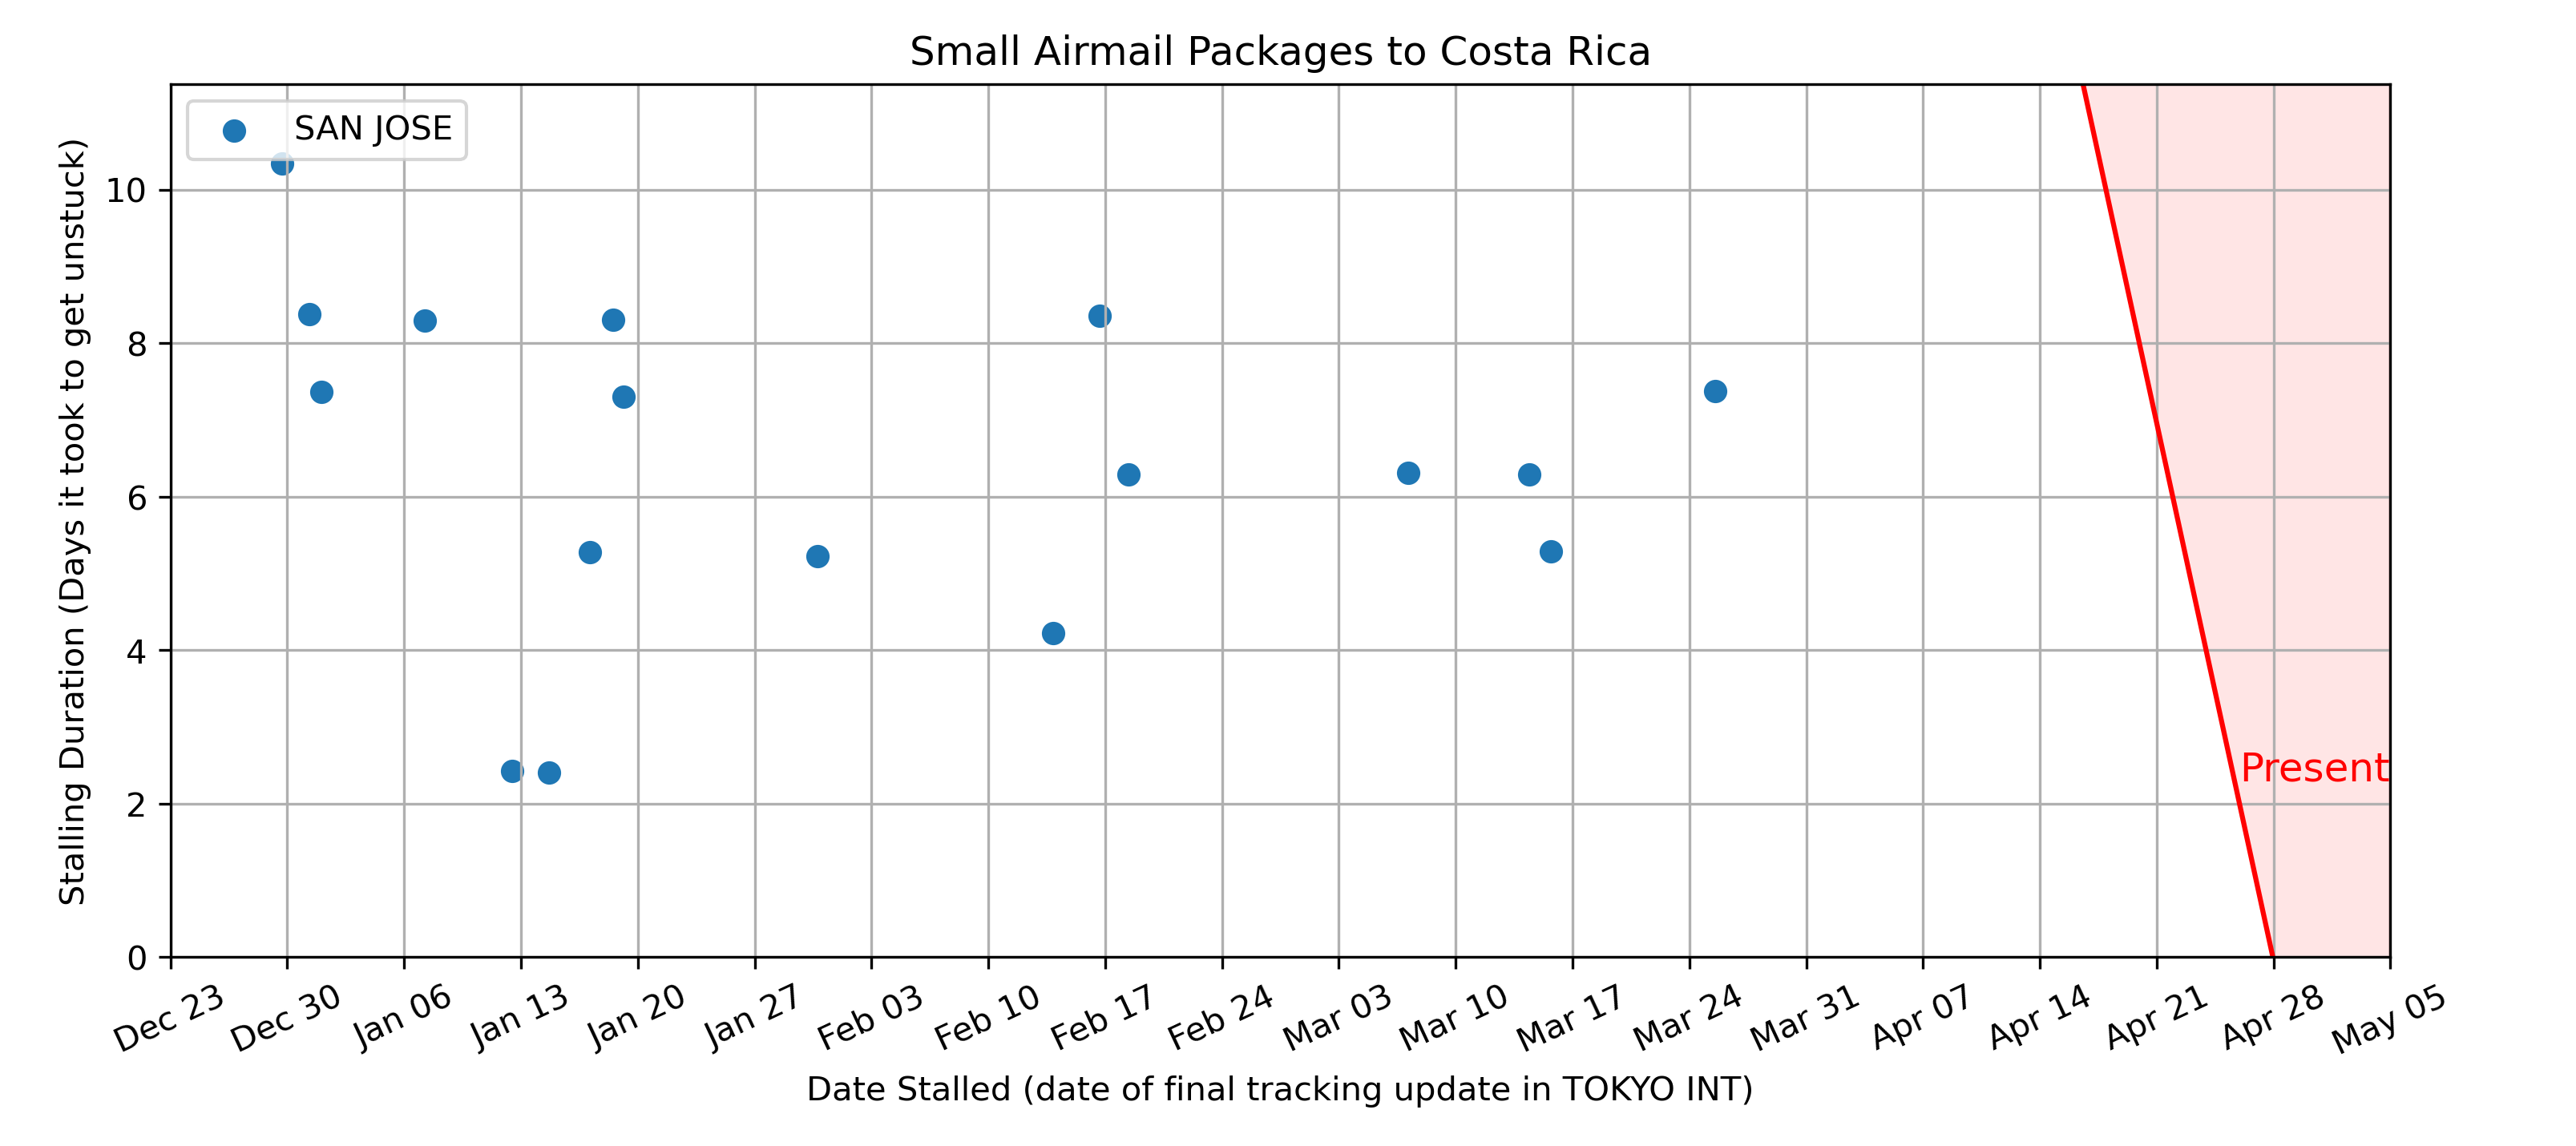 Small Airmail Packages to Costa Rica
SAN JOSE
Stalling Duration (Days it took to get unstuck)
10
8
6
4
2
0
Present
Dec 23
Dec 30
Jan 06
Jan 13
Jan 20
Jan 27
Feb 03
Feb 10
Feb 17
Feb 24
Mar 03
Mar 10
Mar 17
Mar 24
Mar 31
Apr 07
Apr 14
Apr 21
Apr 28
May 05
Date Stalled (date of final tracking update in TOKYO INT)